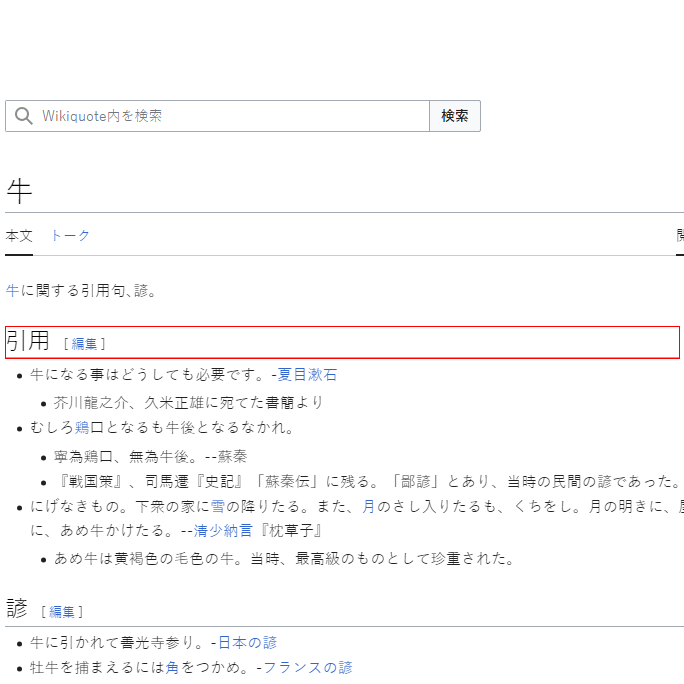 Wikiquote内を検索 検索
牛
本文 トーク
牛に関する引用句、諺。
引用 [ 編集 ]
牛になる事はどうしても必要です。-夏目漱石
芥川龍之介、久米正雄に宛てた書簡より
むしろ鶏口となるも牛後となるなかれ。
寧為鶏口、無為牛後。--蘇秦
『戦国策』、司馬遷『史記』「蘇秦伝」に残る。「鄙諺」とあり、当時の民間の諺であった。
にげなきもの。下衆の家に雪の降りたる。また、月のさし入りたるも、くちをし。月の明きに、
に、あめ牛かけたる。--清少納言『枕草子』
あめ牛は黄褐色の毛色の牛。当時、最高級のものとして珍重された。
諺 [ 編集 ]
牛に引かれて善光寺参り。-日本の諺
牡牛を捕まえるには角をつかめ。-フランスの諺